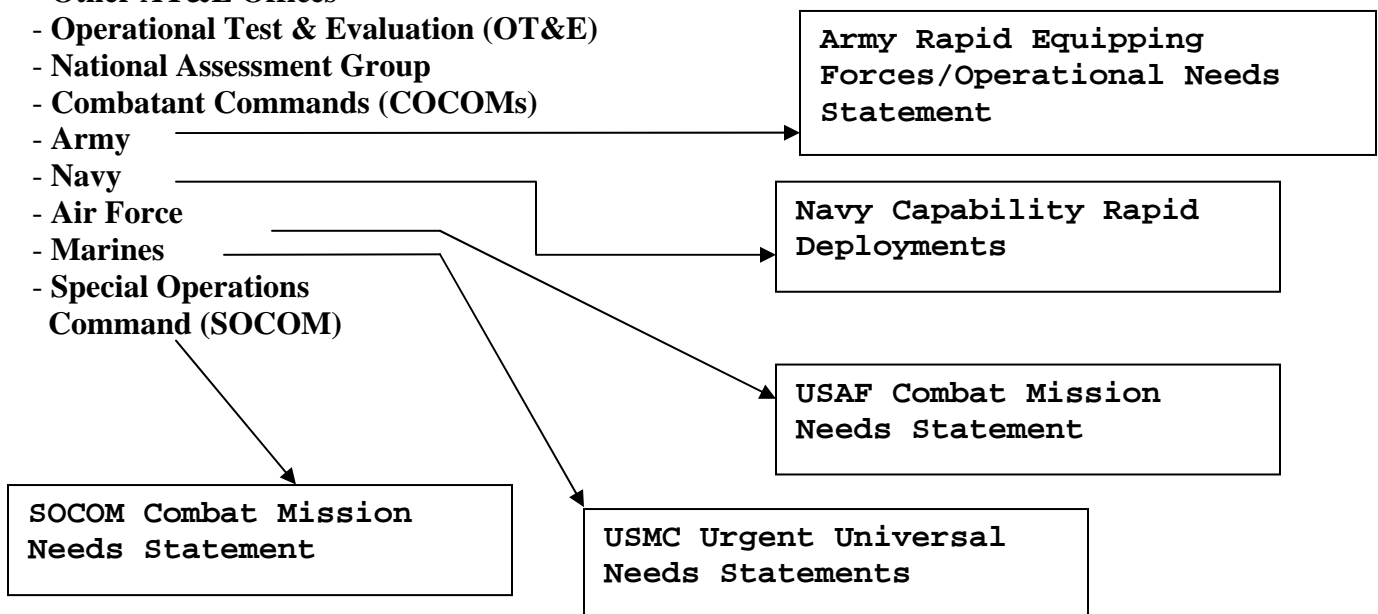 - Operational Test & Evaluation (OT&E)
- National Assessment Group
- Combatant Commands (COCOMs)
- Army
- Navy
- Air Force
- Marines
- Special Operations
Command (SOCOM)
Army Rapid Equipping
Forces/Operational Needs
Statement
Navy Capability Rapid
Deployments
USAF Combat Mission
Needs Statement
SOCOM Combat Mission
Needs Statement
USMC Urgent Universal
Needs Statements